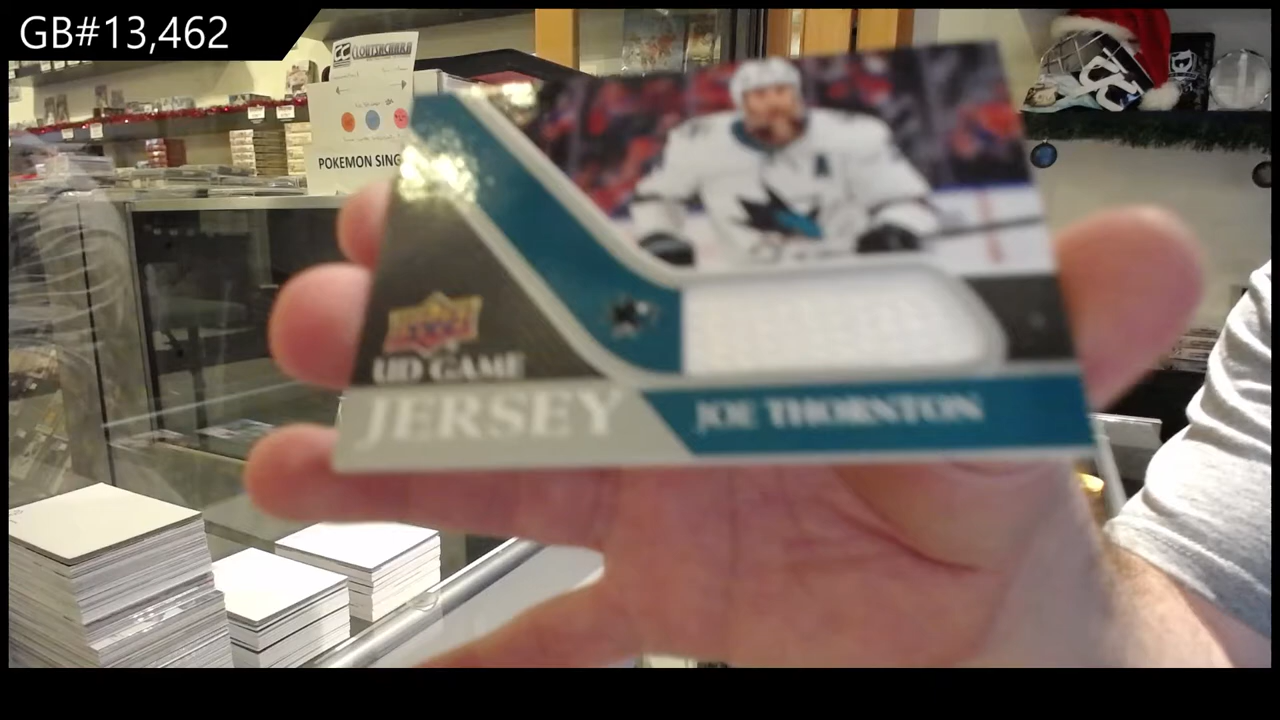 GB#13,462
POKEMON SING
UD GAME
JERSEY
JOE THORNTON